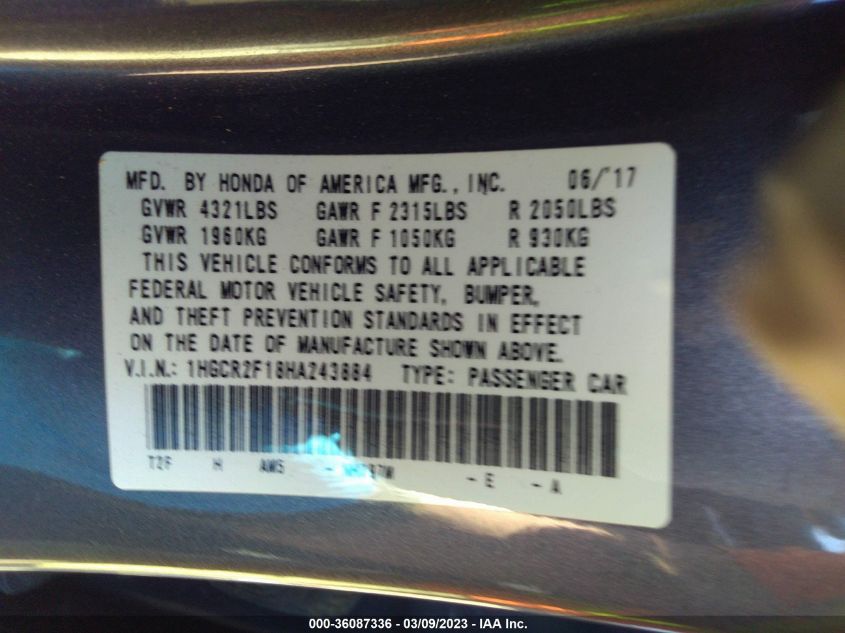 MFD. BY HONDA OF AMERICA MFG., INC. 06/17
GVWR 4321LBS GAWR F 2315LBS R 2050LBS
GVWR 1960KG GAWR F 1050KG R 930KG
THIS VEHICLE CONFORMS TO ALL APPLICABLE
FEDERAL MOTOR VEHICLE SAFETY, BUMPER,
AND THEFT PREVENTION STANDARDS IN EFFECT
ON THE DATE OF MANUFACTURE SHOWN ABOVE.
V.I.N.: 1HGCR2F18HA243884 TYPE: PASSENGER CAR
T2F H AW5 - E - A
000-36087336 - 03/09/2023 - IAA Inc.